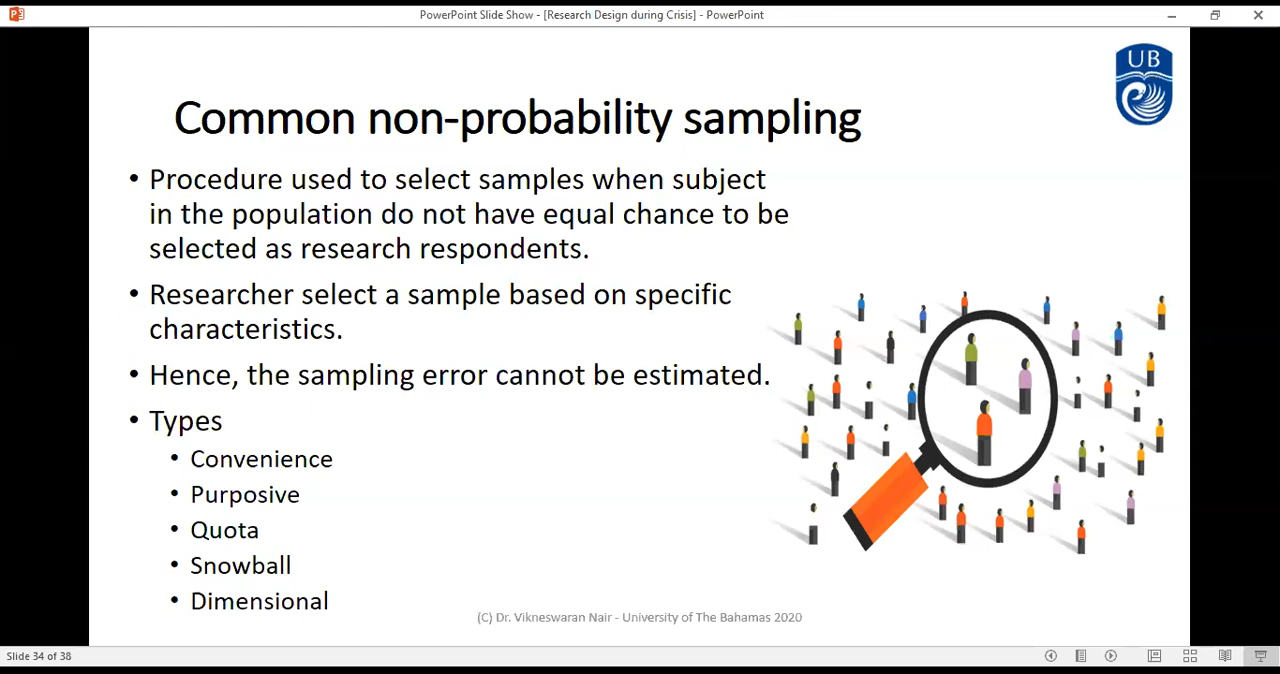 PowerPoint Slide Show - [Research Design during Crisis] - PowerPoint
UB
Common non-probability sampling
• Procedure used to select samples when subject
in the population do not have equal chance to be
selected as research respondents.
• Researcher select a sample based on specific
characteristics.
• Hence, the sampling error cannot be estimated.
• Types
• Convenience
• Purposive
• Quota
• Snowball
• Dimensional
(C) Dr. Vikneswaran Nair - University of The Bahamas 2020
Slide 34 of 38